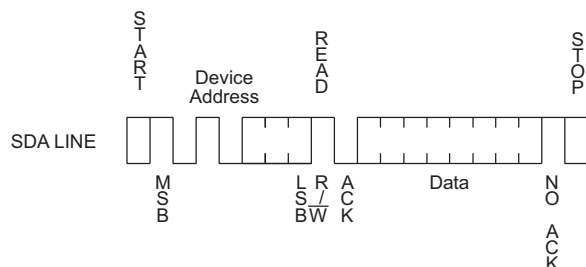 START
Device
Address
READ
STOP
SDA LINE
MSB
LSB
R/W
ACK
Data
NO ACK